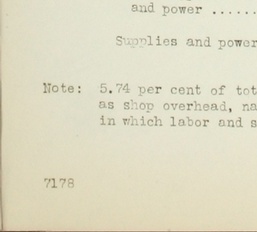 and power ......
Supplies and power
Note: 5.74 per cent of tot
as shop overhead, na
in which labor and s
7178